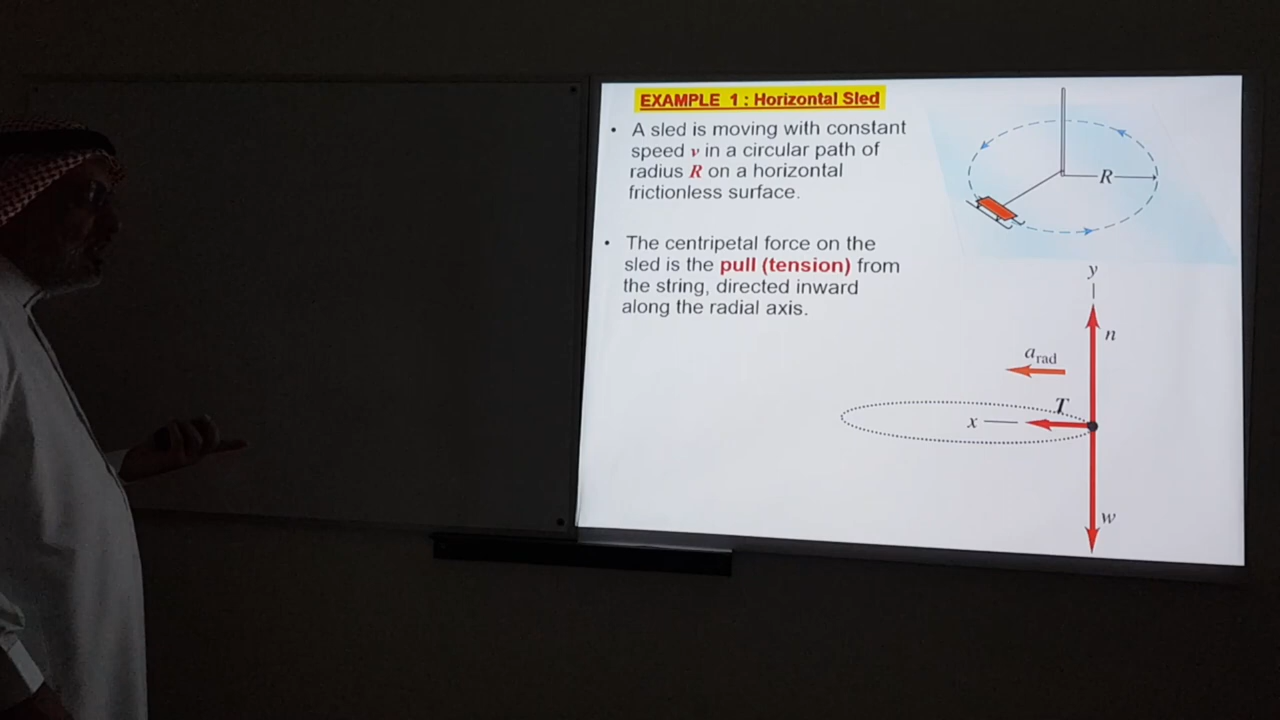 EXAMPLE 1 : Horizontal Sled
• A sled is moving with constant
speed v in a circular path of
radius R on a horizontal
frictionless surface.
• The centripetal force on the
sled is the pull (tension) from
the string, directed inward
along the radial axis.
R
y
n
arad
T
x
w